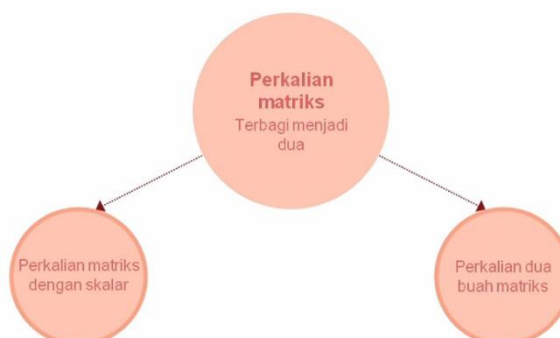 Perkalian
matriks
Terbagi menjadi
dua
Perkalian matriks
dengan skalar
Perkalian dua
buah matriks